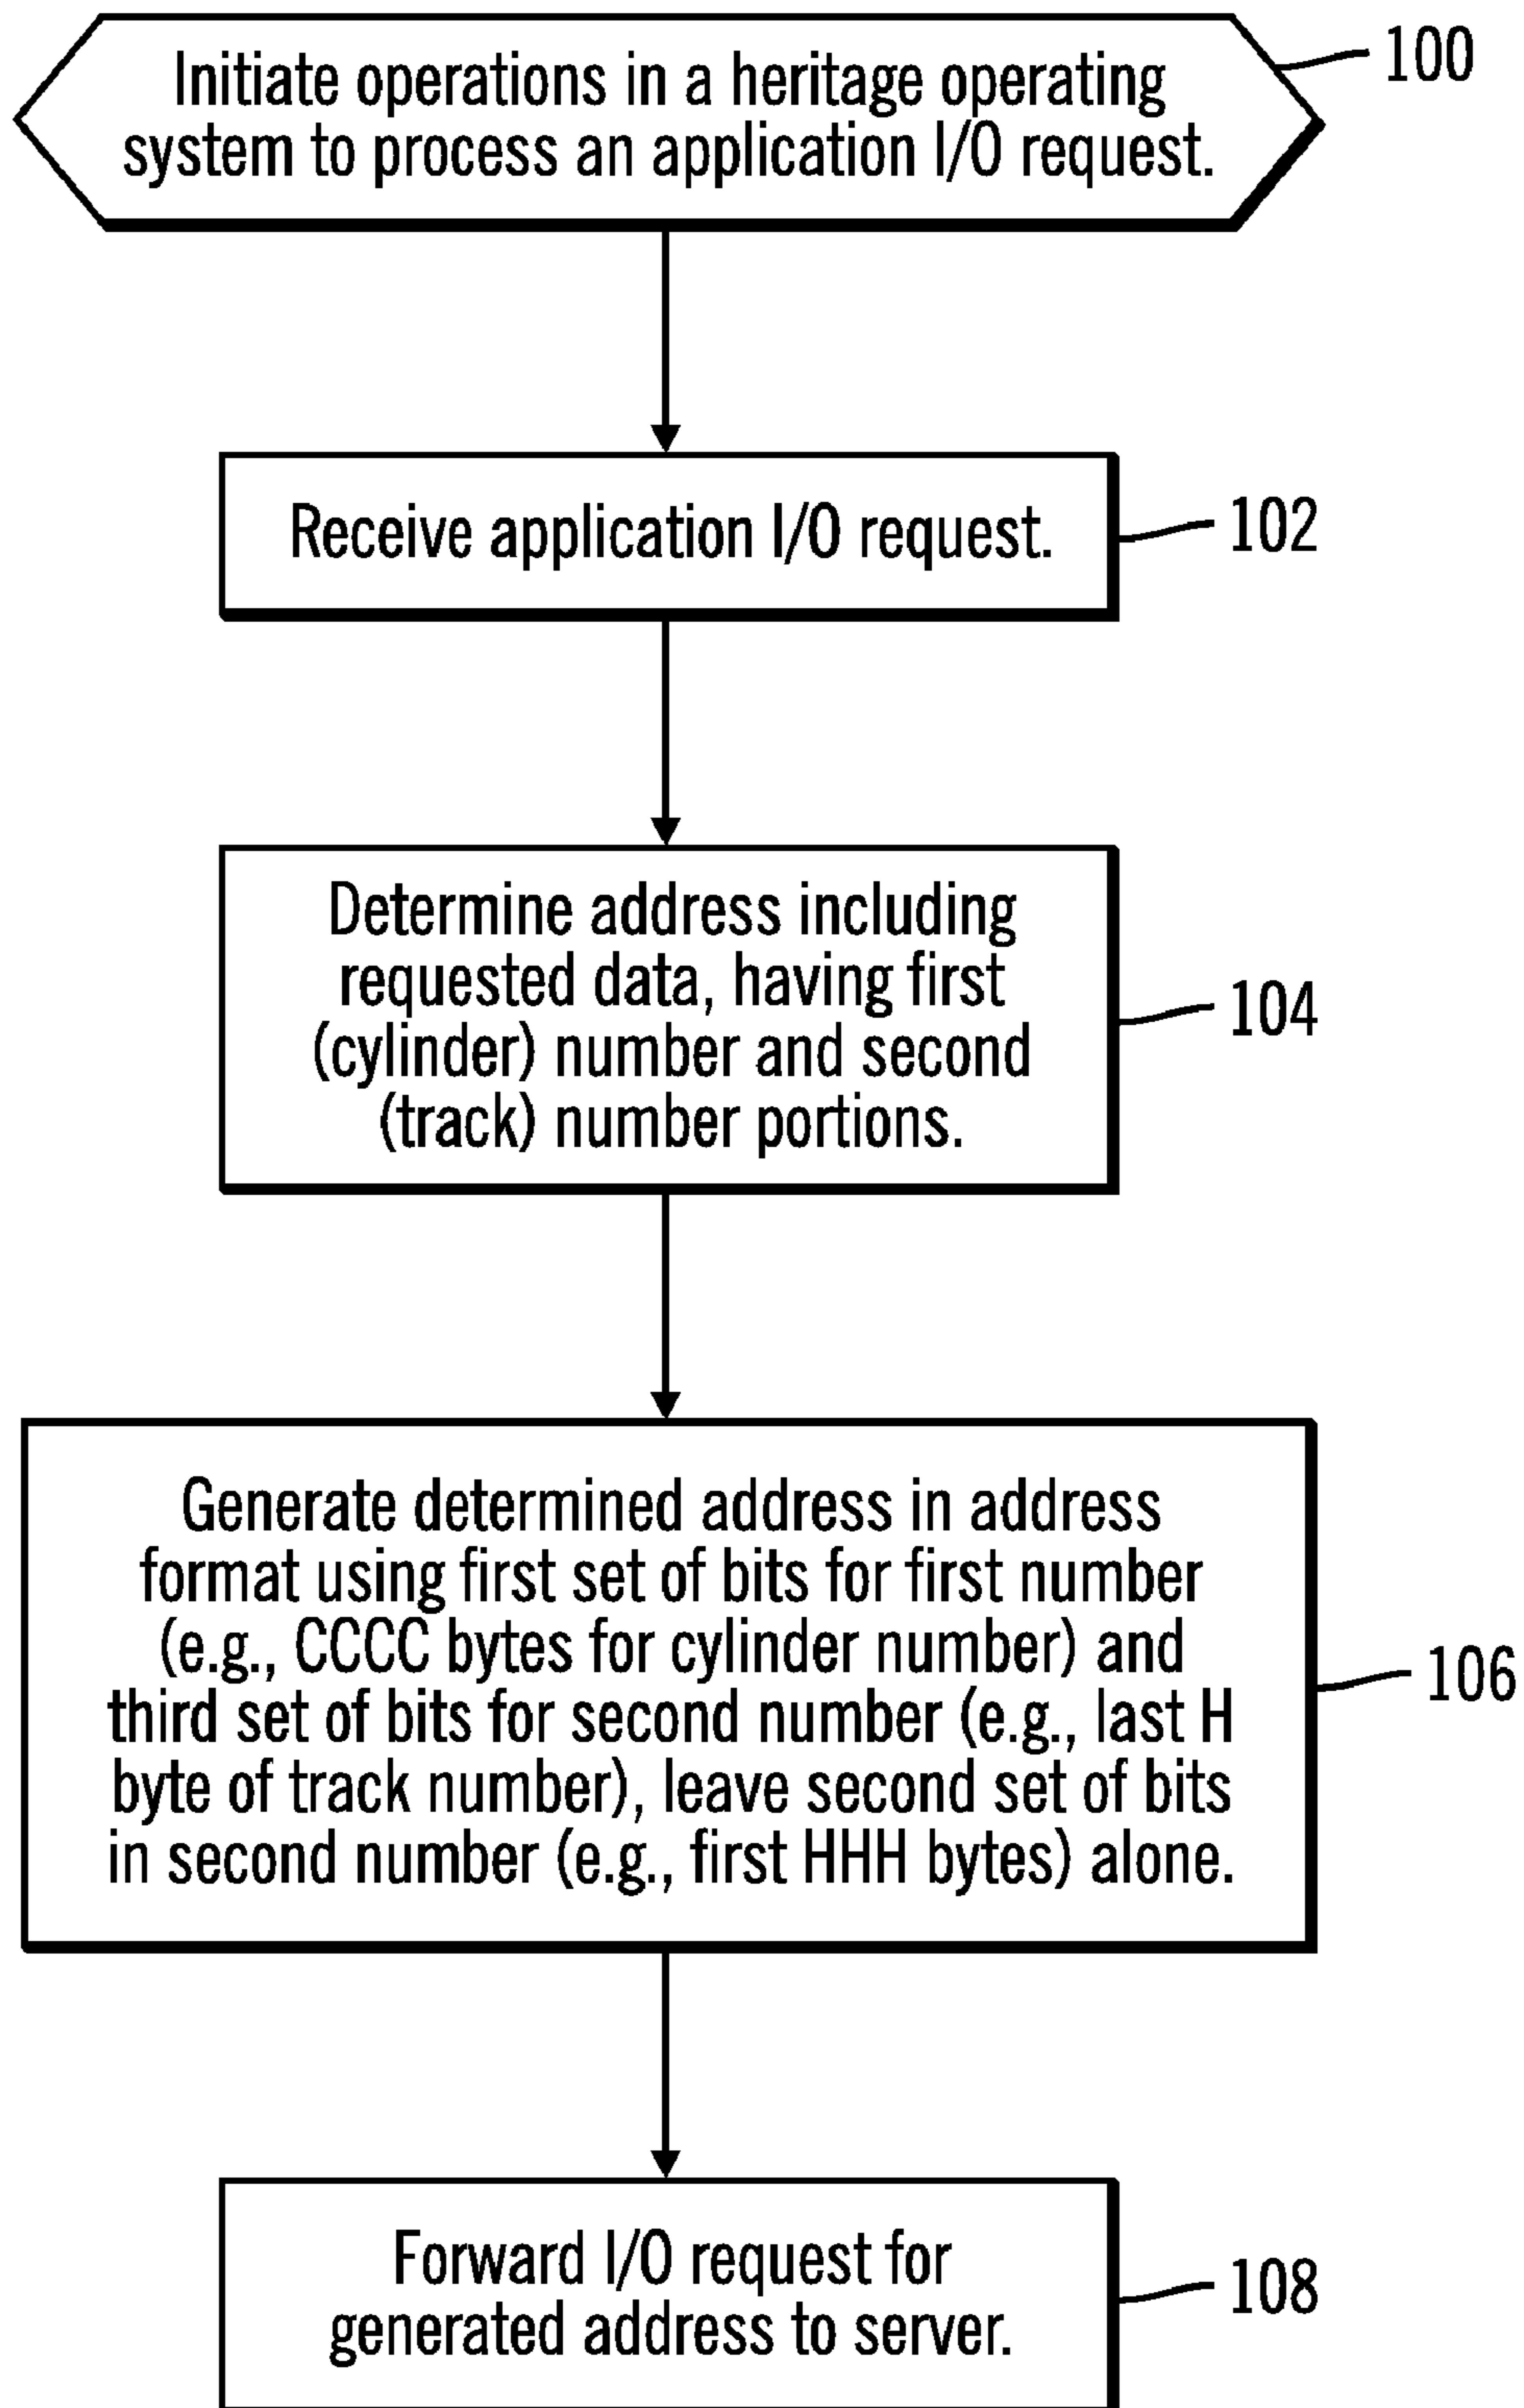 Initiate operations in a heritage operating
system to process an application I/O request.
100
Receive application I/O request.
102
Determine address including
requested data, having first
(cylinder) number and second
(track) number portions.
104
Generate determined address in address
format using first set of bits for first number
(e.g., CCCC bytes for cylinder number) and
third set of bits for second number (e.g., last H
byte of track number), leave second set of bits
in second number (e.g., first HHH bytes) alone.
106
Forward I/O request for
generated address to server.
108